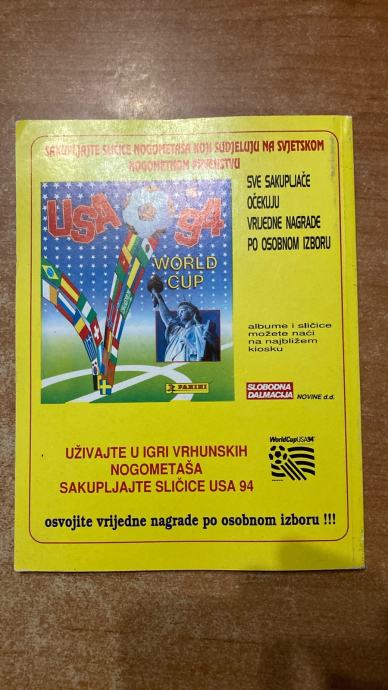 SAKUPLJAJTE SLIČICE NOGOMETAŠA KOJI SUDJELUJU NA SVJETSKOM
NOGOMETNOM PRVENSTVU
USA 94
WORLD
CUP
PANINI
SVE SAKUPLJAČE
OČEKUJU
VRIJEDNE NAGRADE
PO OSOBNOM IZBORU
albume i sličice
možete naći
na najbližem
kiosku
SLOBODNA
DALMACIJA NOVINE d.d.
UŽIVAJTE U IGRI VRHUNSKIH
NOGOMETAŠA
SAKUPLJAJTE SLIČICE USA 94
WorldCupUSA94
osvojite vrijedne nagrade po osobnom izboru !!!